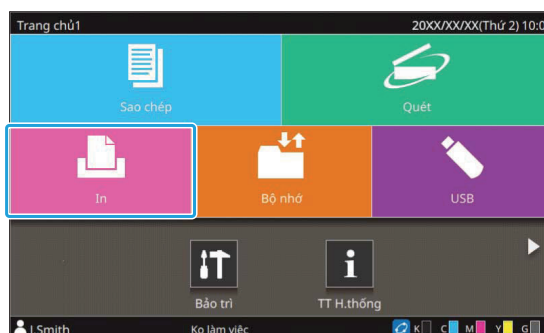 Trang chủ1 20XX/XX/XX(Thứ 2) 10:0
Sao chép Quét
In Bộ nhớ USB
Bảo trì TT H.thống
J.Smith Ko làm việc K C M Y G